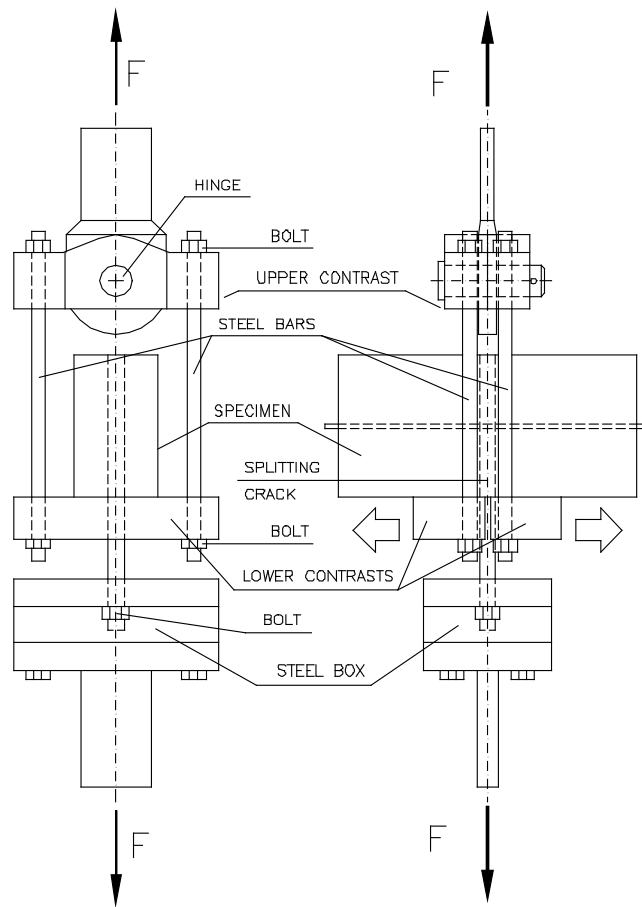 F
F
HINGE
BOLT
UPPER CONTRAST
STEEL BARS
SPECIMEN
SPLITTING
CRACK
BOLT
LOWER CONTRASTS
BOLT
STEEL BOX
F
F